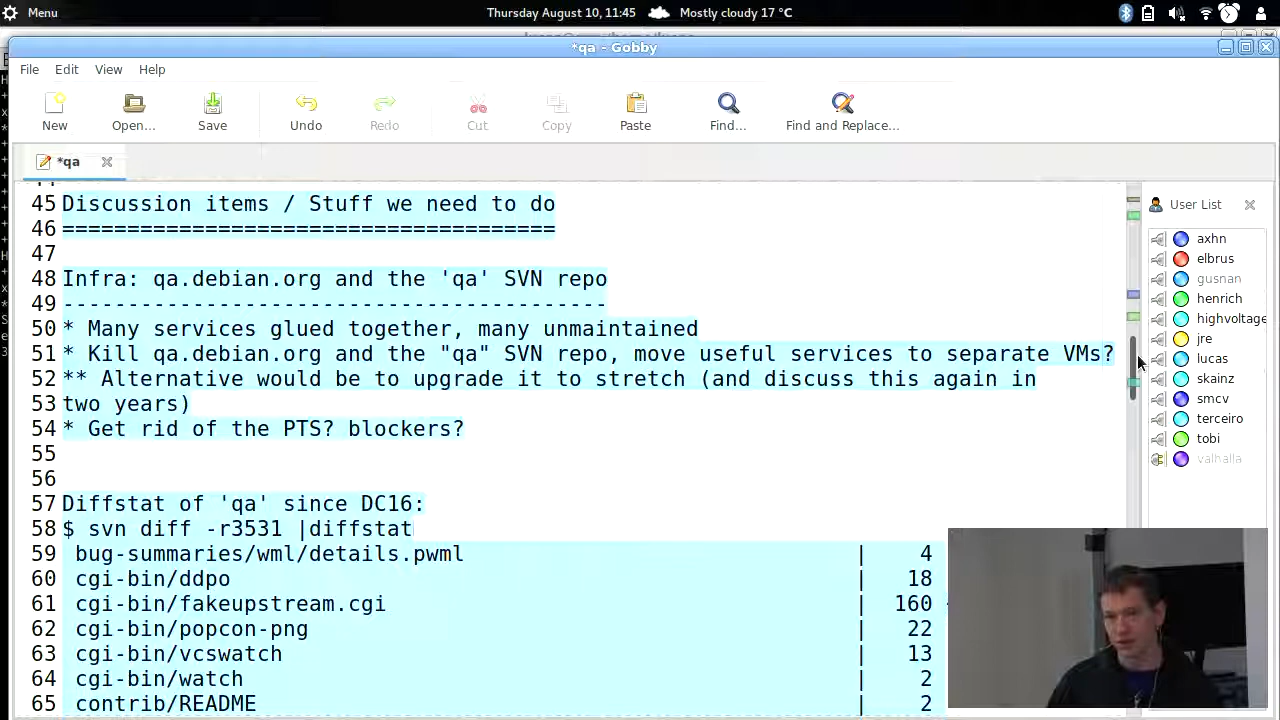 Menu
Thursday August 10, 11:45 Mostly cloudy 17 °C
*qa - Gobby
File Edit View Help
New Open... Save Undo Redo Cut Copy Paste Find... Find and Replace...
*qa
45 Discussion items / Stuff we need to do
46 ======================================
47
48 Infra: qa.debian.org and the 'qa' SVN repo
49 ------------------------------------------
50 * Many services glued together, many unmaintained
51 * Kill qa.debian.org and the "qa" SVN repo, move useful services to separate VMs?
52 ** Alternative would be to upgrade it to stretch (and discuss this again in
53 two years)
54 * Get rid of the PTS? blockers?
55
56
57 Diffstat of 'qa' since DC16:
58 $ svn diff -r3531 |diffstat
59 bug-summaries/wml/details.pwml | 4
60 cgi-bin/ddpo | 18
61 cgi-bin/fakeupstream.cgi | 160
62 cgi-bin/popcon-png | 22
63 cgi-bin/vcswatch | 13
64 cgi-bin/watch | 2
65 contrib/README | 2
User List
axhn
elbrus
gusnan
henrich
highvoltage
jre
lucas
skainz
smcv
terceiro
tobi
valhalla